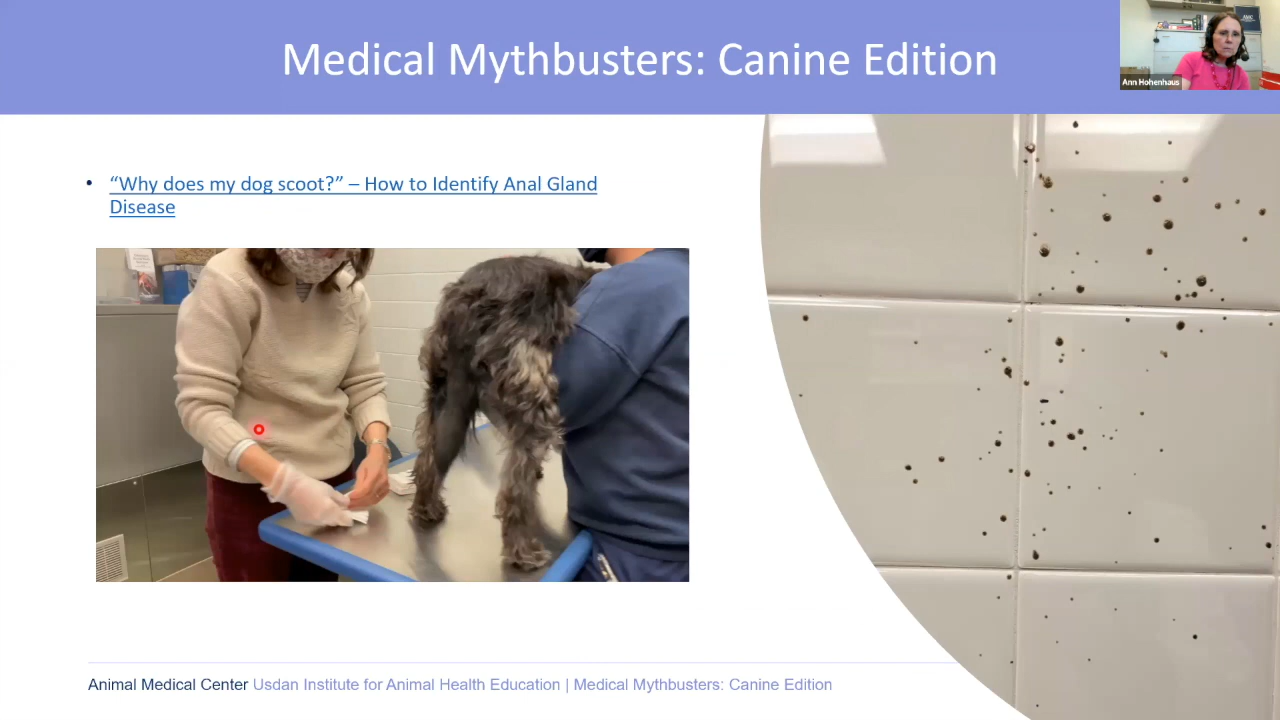 Medical Mythbusters: Canine Edition
Ann Hohenhaus
• “Why does my dog scoot?” – How to Identify Anal Gland
Disease
Animal Medical Center Usdan Institute for Animal Health Education | Medical Mythbusters: Canine Edition